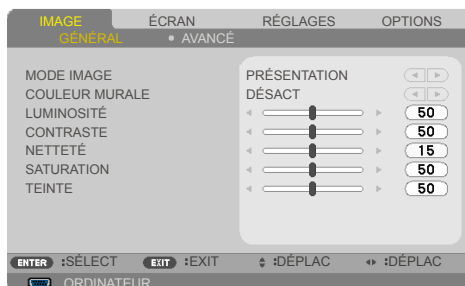 IMAGE ÉCRAN RÉGLAGES OPTIONS
GÉNÉRAL • AVANCÉ
MODE IMAGE PRÉSENTATION
COULEUR MURALE DÉSACT
LUMINOSITÉ 50
CONTRASTE 50
NETTETÉ 15
SATURATION 50
TEINTE 50
ENTER :SÉLECT EXIT :EXIT :DÉPLAC :DÉPLAC
ORDINATEUR